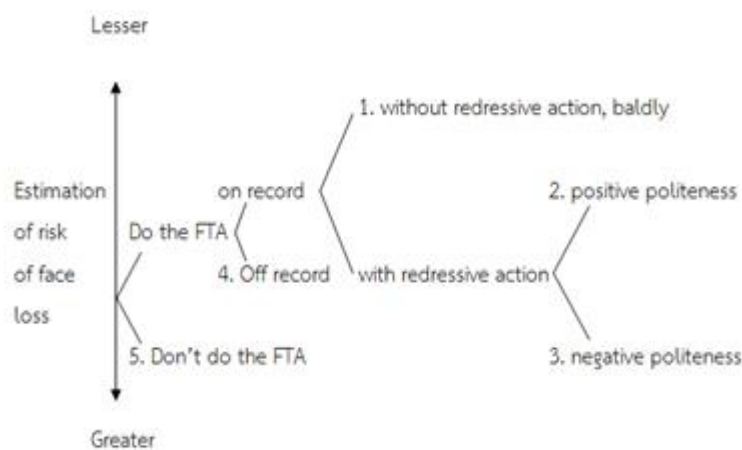 Lesser
1. without redressive action, baldly
Estimation
of risk
of face
loss
on record
2. positive politeness
Do the FTA
4. Off record
with redressive action
5. Don't do the FTA
3. negative politeness
Greater